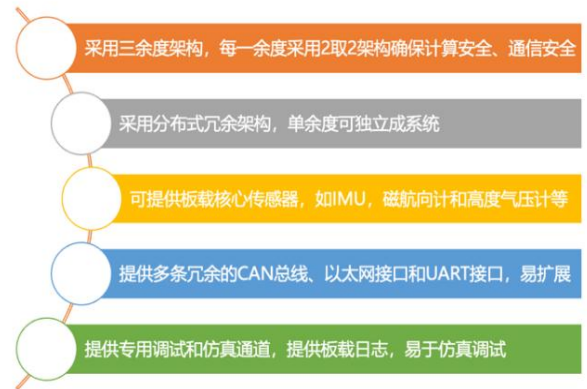 采用三余度架构，每一余度采用2取2架构确保计算安全、通信安全
采用分布式冗余架构，单余度可独立成系统
可提供板载核心传感器，如IMU，磁航向计和高度气压计等
提供多条冗余的CAN总线、以太网接口和UART接口，易扩展
提供专用调试和仿真通道，提供板载日志，易于仿真调试